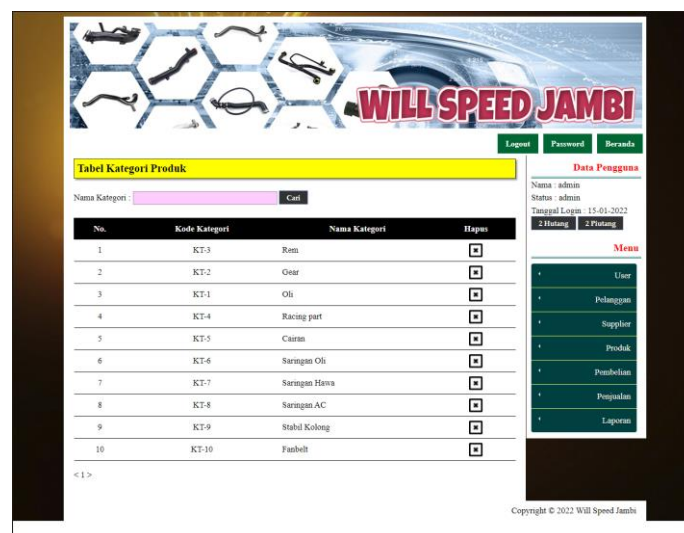 WILL SPEED JAMBI
Logout Password Beranda
Tabel Kategori Produk
Nama Kategori : Cari
No. Kode Kategori Nama Kategori Hapus
1 KT-3 Rem
2 KT-2 Gear
3 KT-1 Oli
4 KT-4 Racing part
5 KT-5 Cairan
6 KT-6 Saringan Oli
7 KT-7 Saringan Hawa
8 KT-8 Saringan AC
9 KT-9 Stabil Kolong
10 KT-10 Fanbelt
< 1 >
Data Pengguna
Nama : admin
Status : admin
Tanggal Login : 15-01-2022
2 Hutang 2 Piutang
Menu
User
Pelanggan
Supplier
Produk
Pembelian
Penjualan
Laporan
Copyright © 2022 Will Speed Jambi